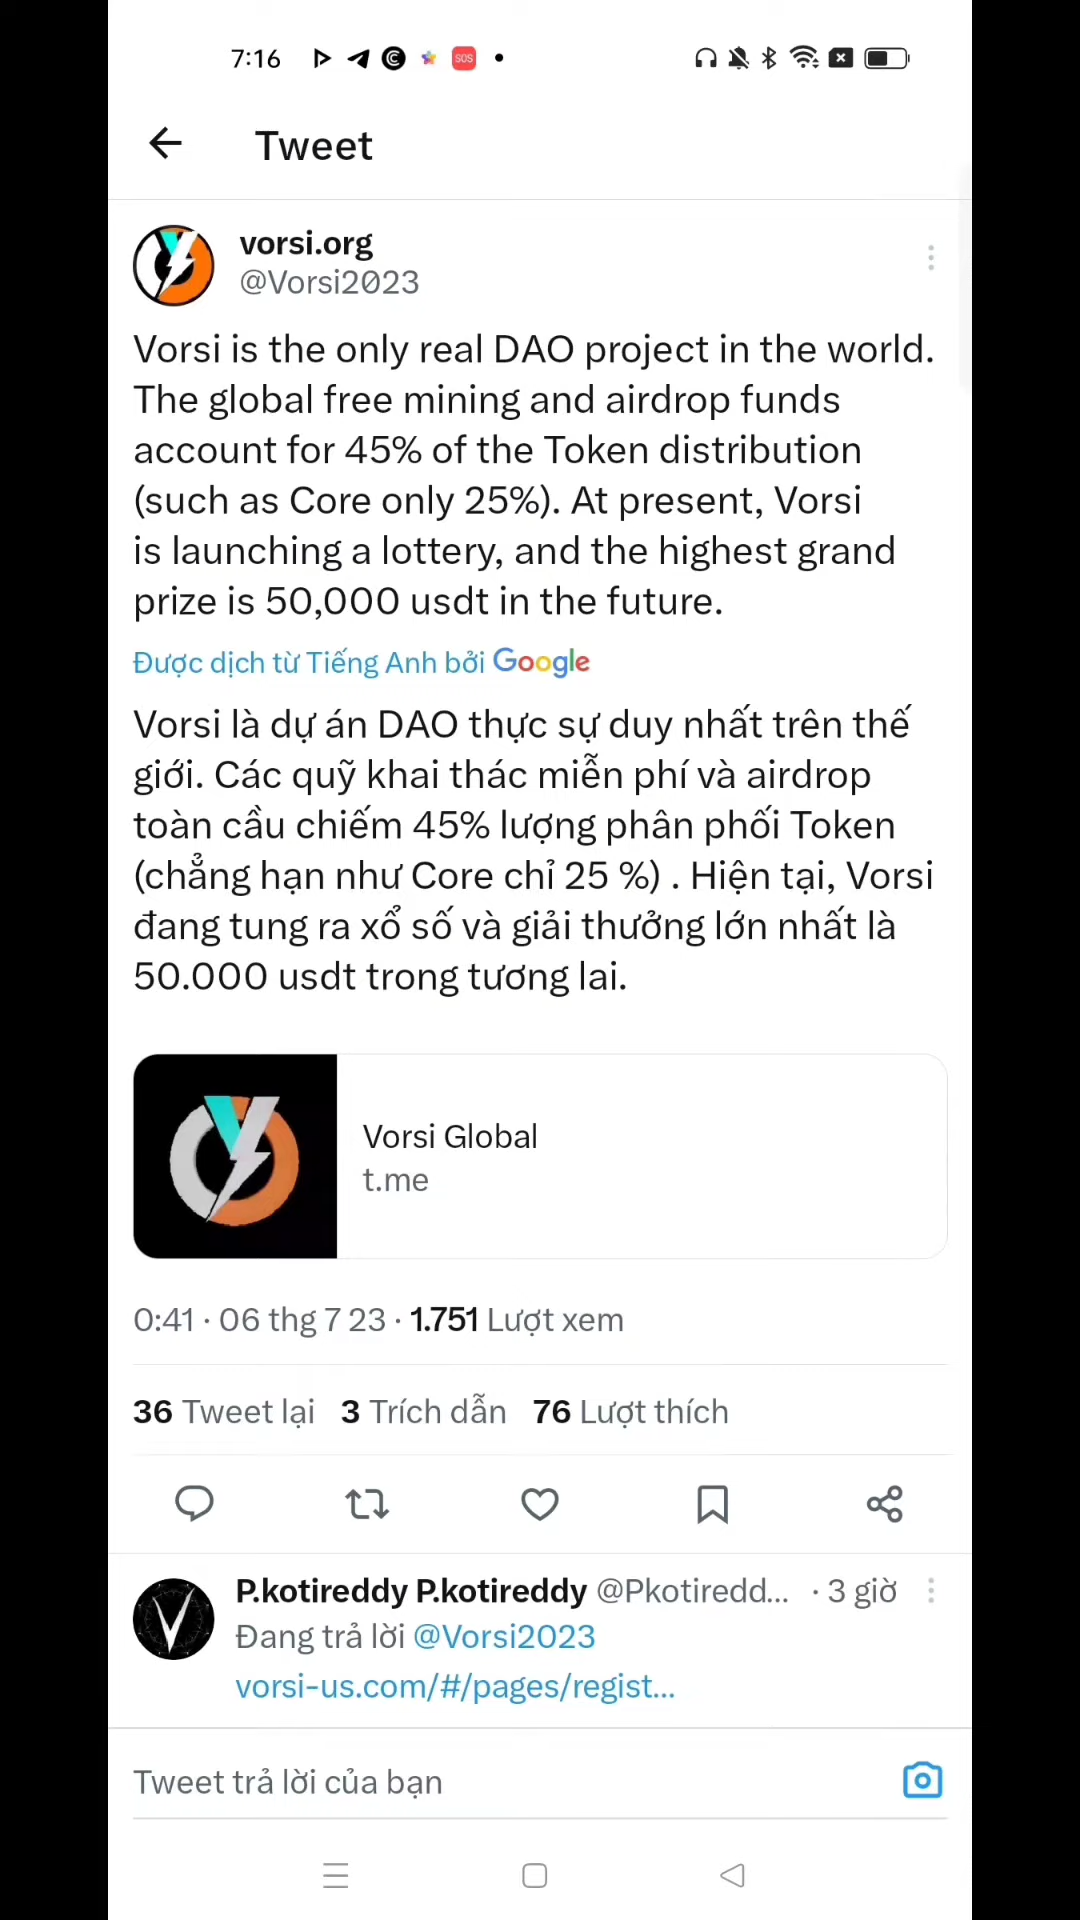 7:16
SOS
Tweet
vorsi.org
@Vorsi2023
Vorsi is the only real DAO project in the world.
The global free mining and airdrop funds
account for 45% of the Token distribution
(such as Core only 25%). At present, Vorsi
is launching a lottery, and the highest grand
prize is 50,000 usdt in the future.
Được dịch từ Tiếng Anh bởi Google
Vorsi là dự án DAO thực sự duy nhất trên thế
giới. Các quỹ khai thác miễn phí và airdrop
toàn cầu chiếm 45% lượng phân phối Token
(chẳng hạn như Core chỉ 25 %) . Hiện tại, Vorsi
đang tung ra xổ số và giải thưởng lớn nhất là
50.000 usdt trong tương lai.
Vorsi Global
t.me
0:41 · 06 thg 7 23 · 1.751 Lượt xem
36 Tweet lại 3 Trích dẫn 76 Lượt thích
P.kotireddy P.kotireddy @Pkotiredd... · 3 giờ
Đang trả lời @Vorsi2023
vorsi-us.com/#/pages/regist...
Tweet trả lời của bạn